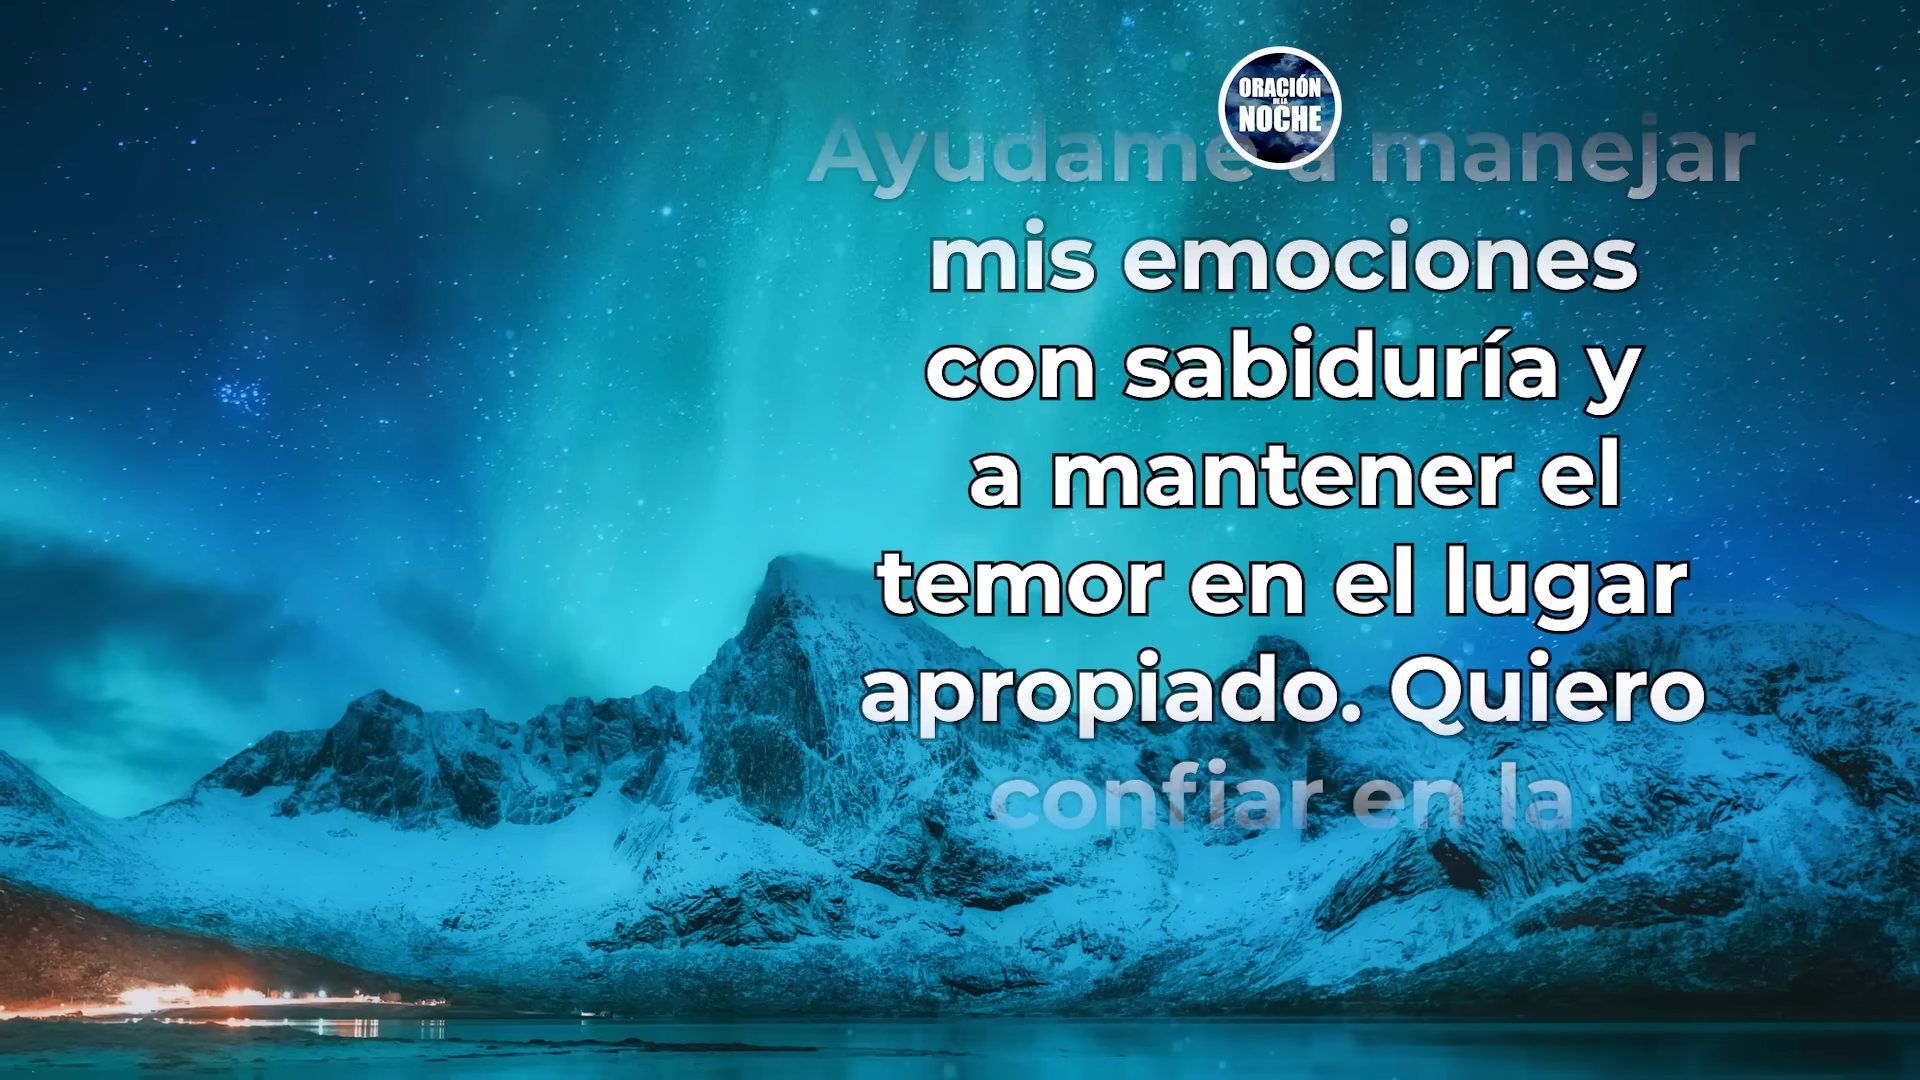 ORACIÓN
DE LA
NOCHE
Ayúdame a manejar
mis emociones
con sabiduría y
a mantener el
temor en el lugar
apropiado. Quiero
confiar en la